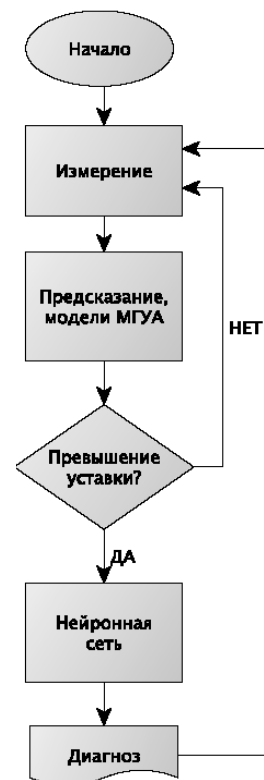 Начало
Измерение
Предсказание,
модели МГУА
НЕТ
Превышение
уставки?
ДА
Нейронная
сеть
Диагноз